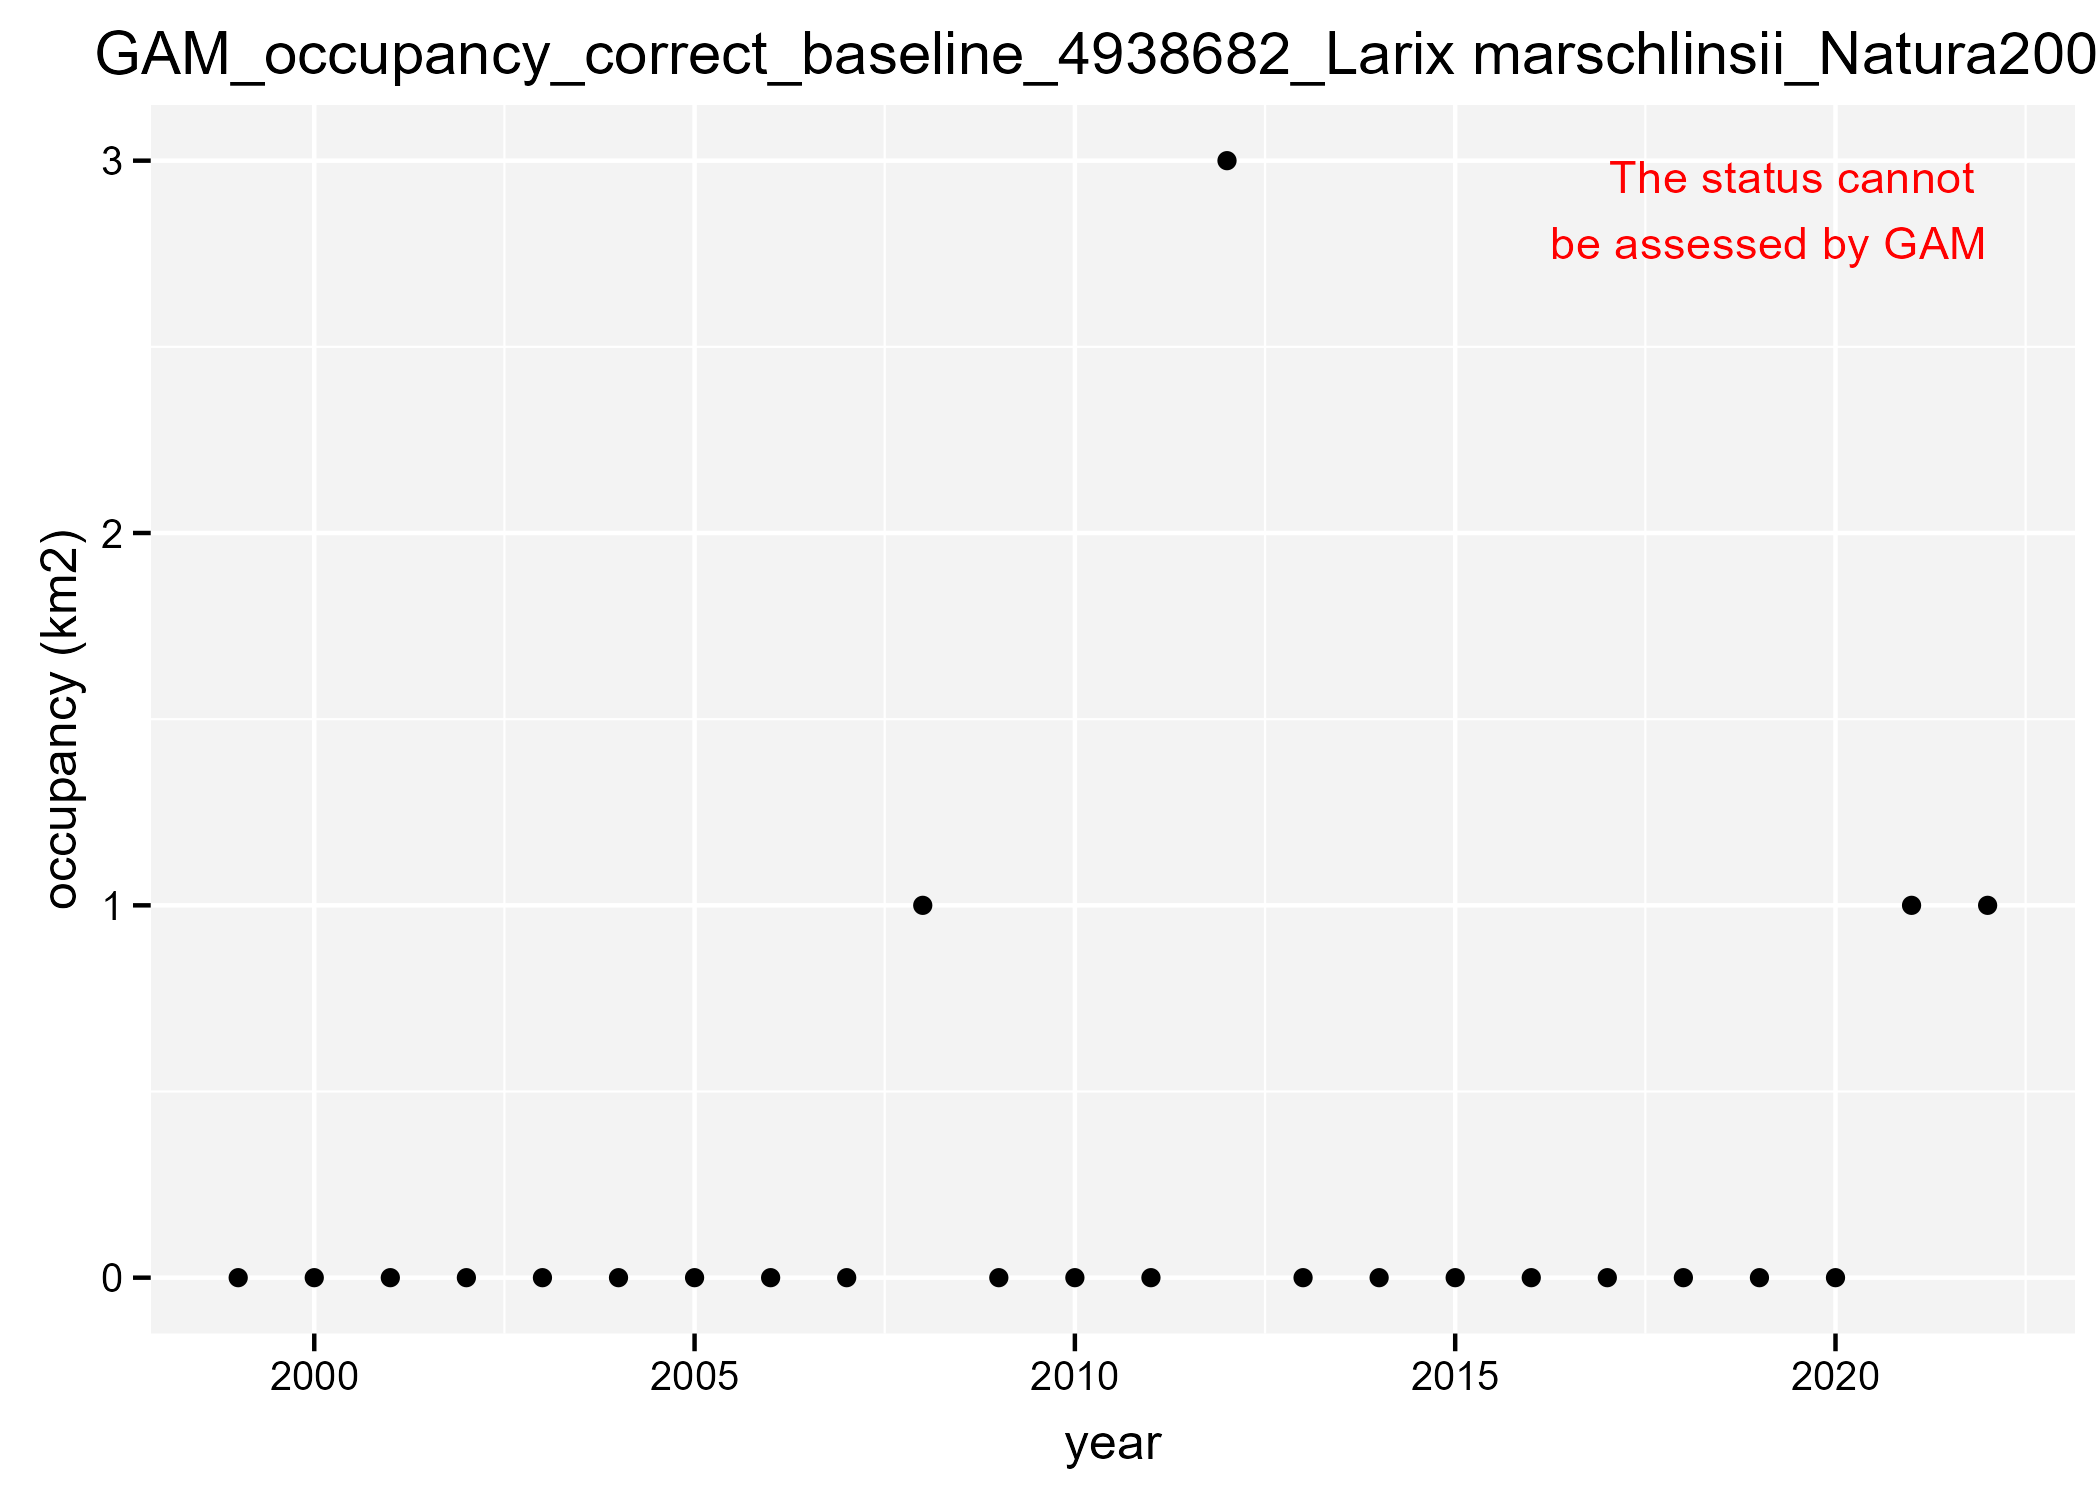 GAM_occupancy_correct_baseline_4938682_Larix marschlinsii_Natura200
3
The status cannot
be assessed by GAM
2
occupancy (km2)
1
0
2000 2005 2010 2015 2020
year